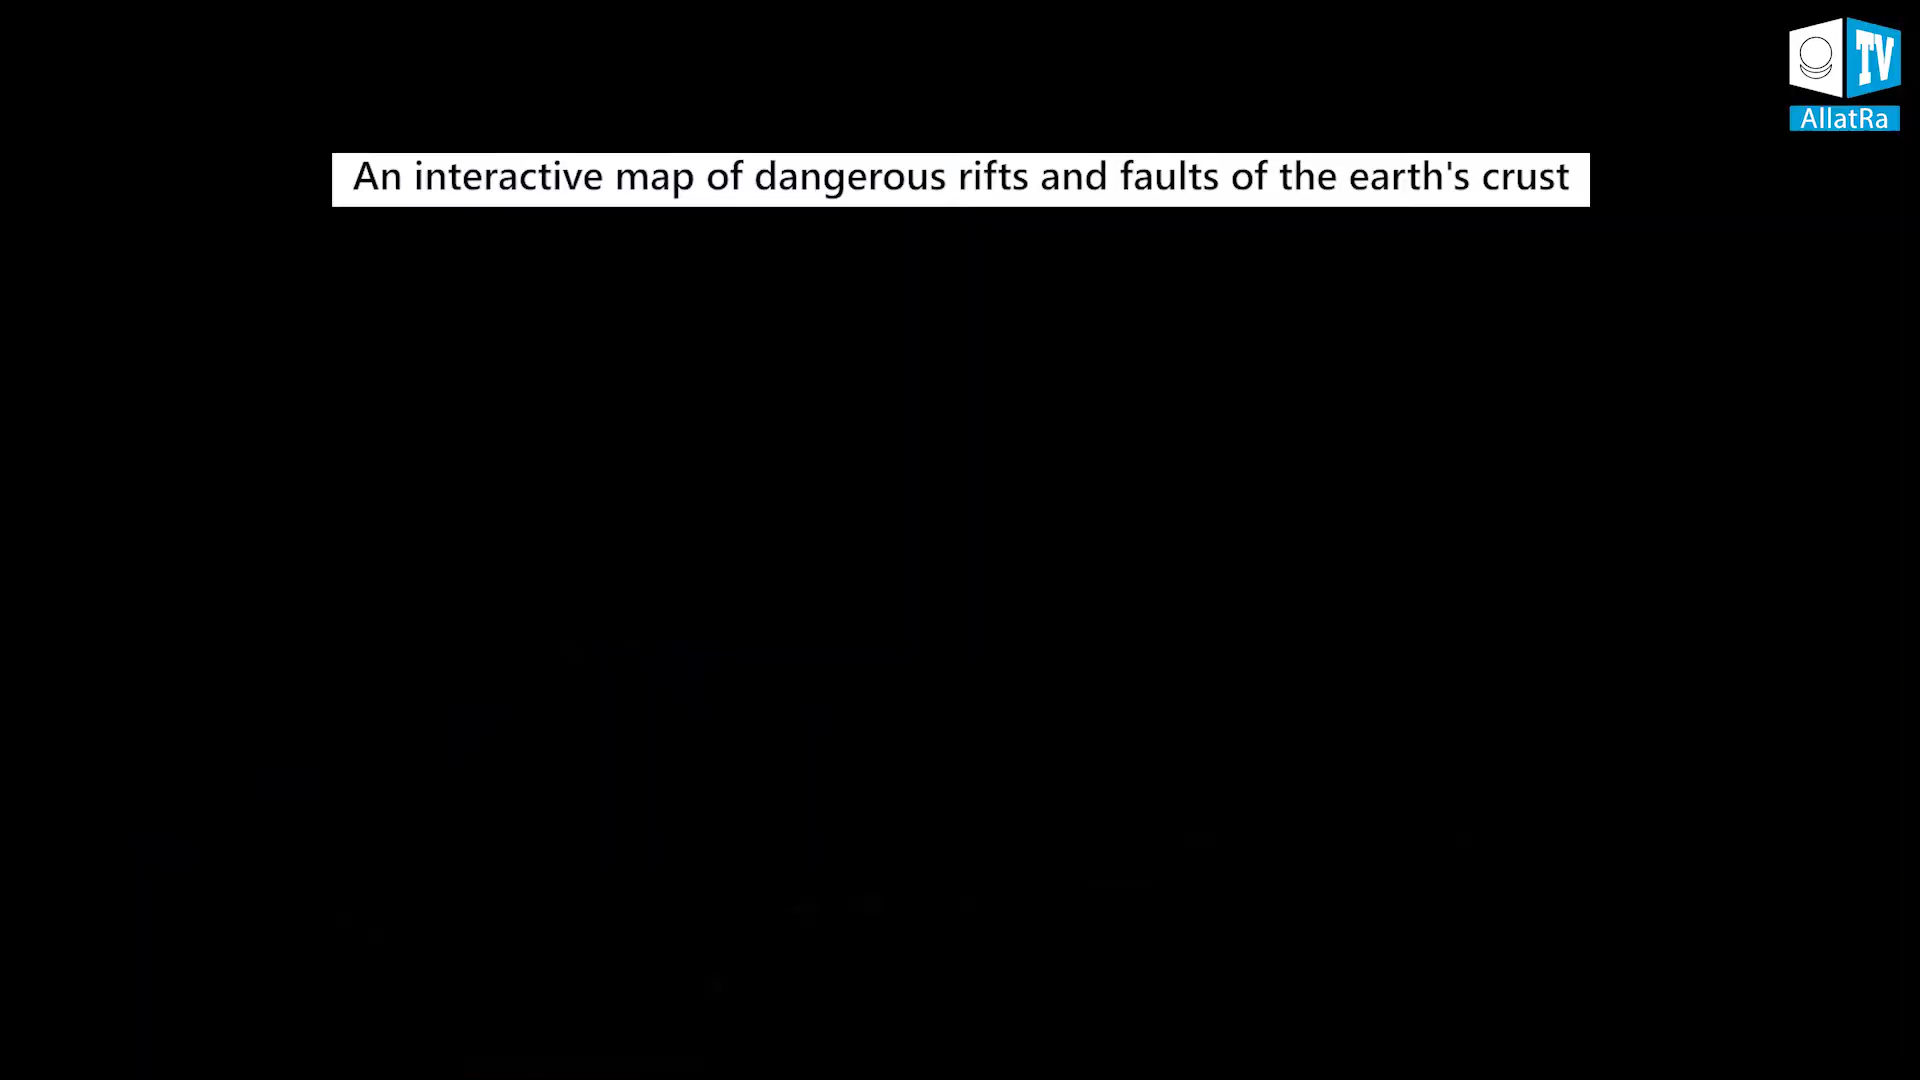 TV
AllatRa
An interactive map of dangerous rifts and faults of the earth's crust